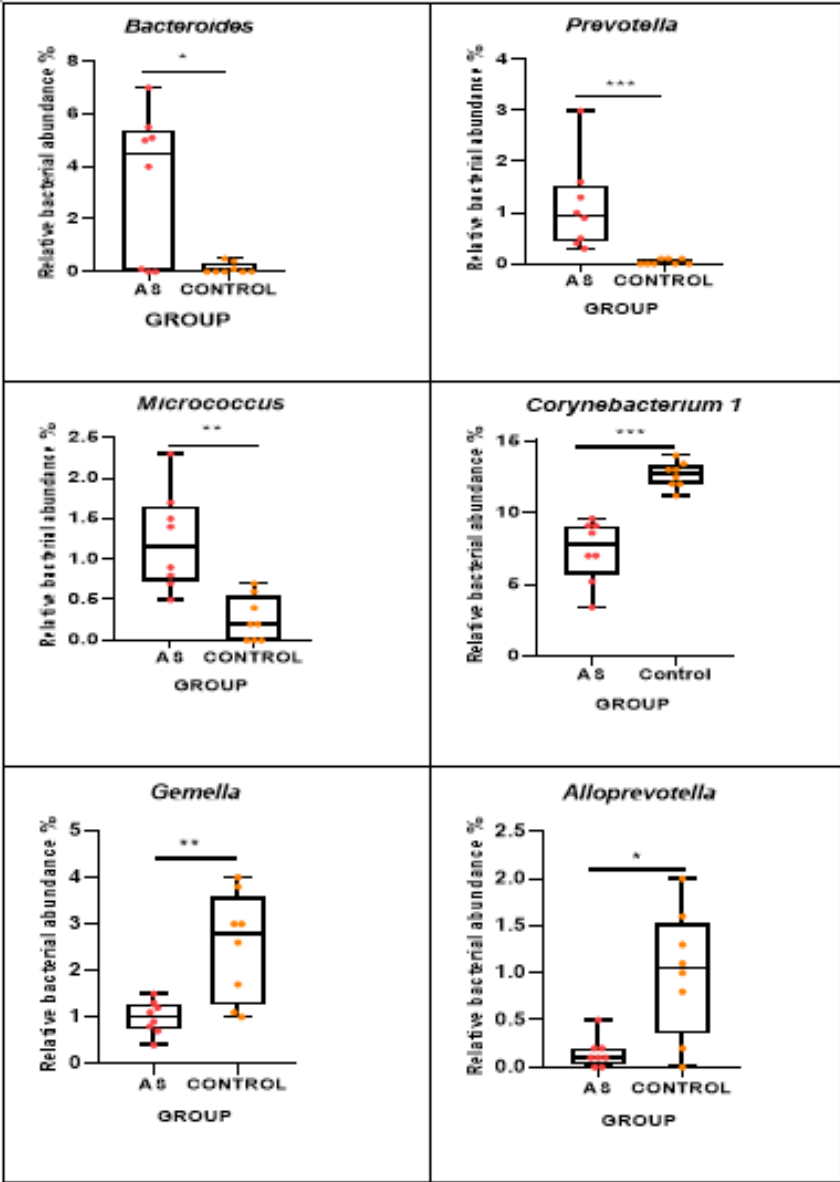 Bacteroides
Relative bacterial abundance %
8
6
4
2
0
*
AS CONTROL
GROUP
Prevotella
Relative bacterial abundance %
4
3
2
1
0
***
AS CONTROL
GROUP
Micrococcus
Relative bacterial abundance %
2.5
2.0
1.5
1.0
0.5
0.0
**
AS CONTROL
GROUP
Corynebacterium 1
Relative bacterial abundance %
15
10
5
0
***
AS Control
GROUP
Gemella
Relative bacterial abundance %
5
4
3
2
1
0
**
AS CONTROL
GROUP
Alloprevotella
Relative bacterial abundance %
2.5
2.0
1.5
1.0
0.5
0.0
*
AS CONTROL
GROUP